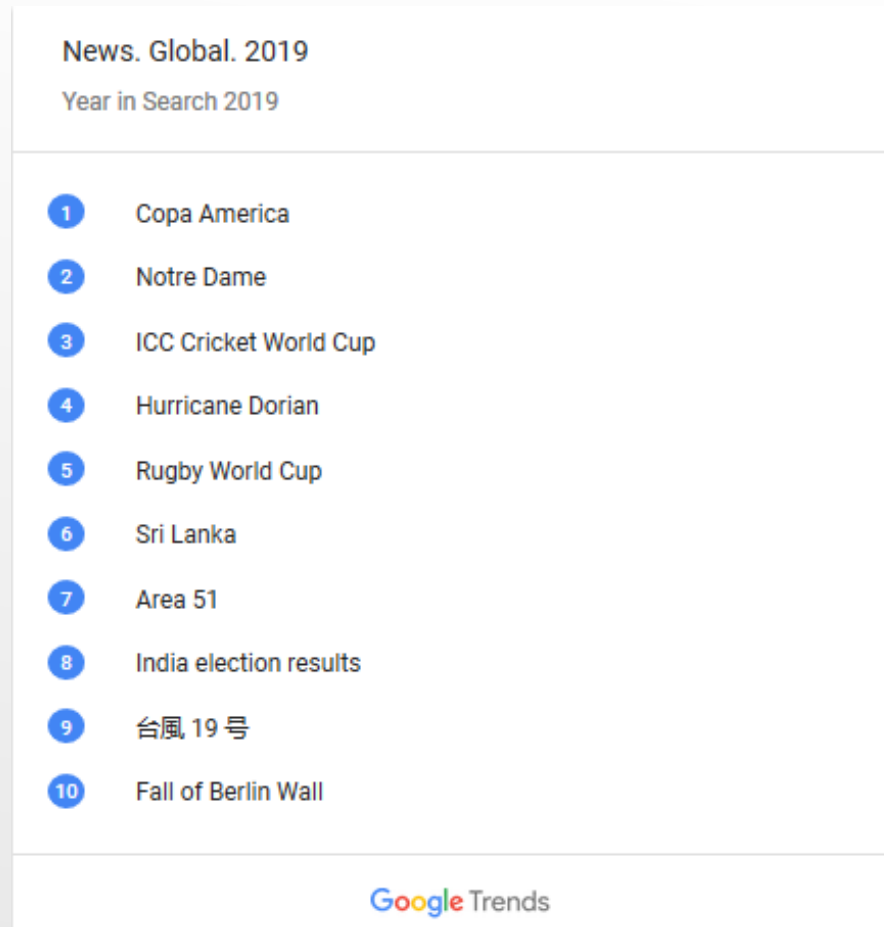 News. Global. 2019
Year in Search 2019
1 Copa America
2 Notre Dame
3 ICC Cricket World Cup
4 Hurricane Dorian
5 Rugby World Cup
6 Sri Lanka
7 Area 51
8 India election results
9 台風 19 号
10 Fall of Berlin Wall
Google Trends